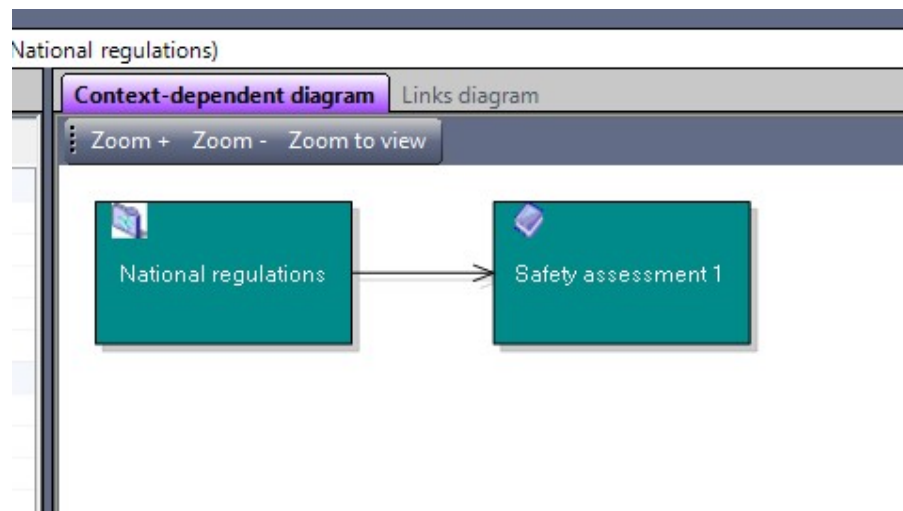 National regulations)
Context-dependent diagram Links diagram
Zoom + Zoom - Zoom to view
National regulations Safety assessment 1